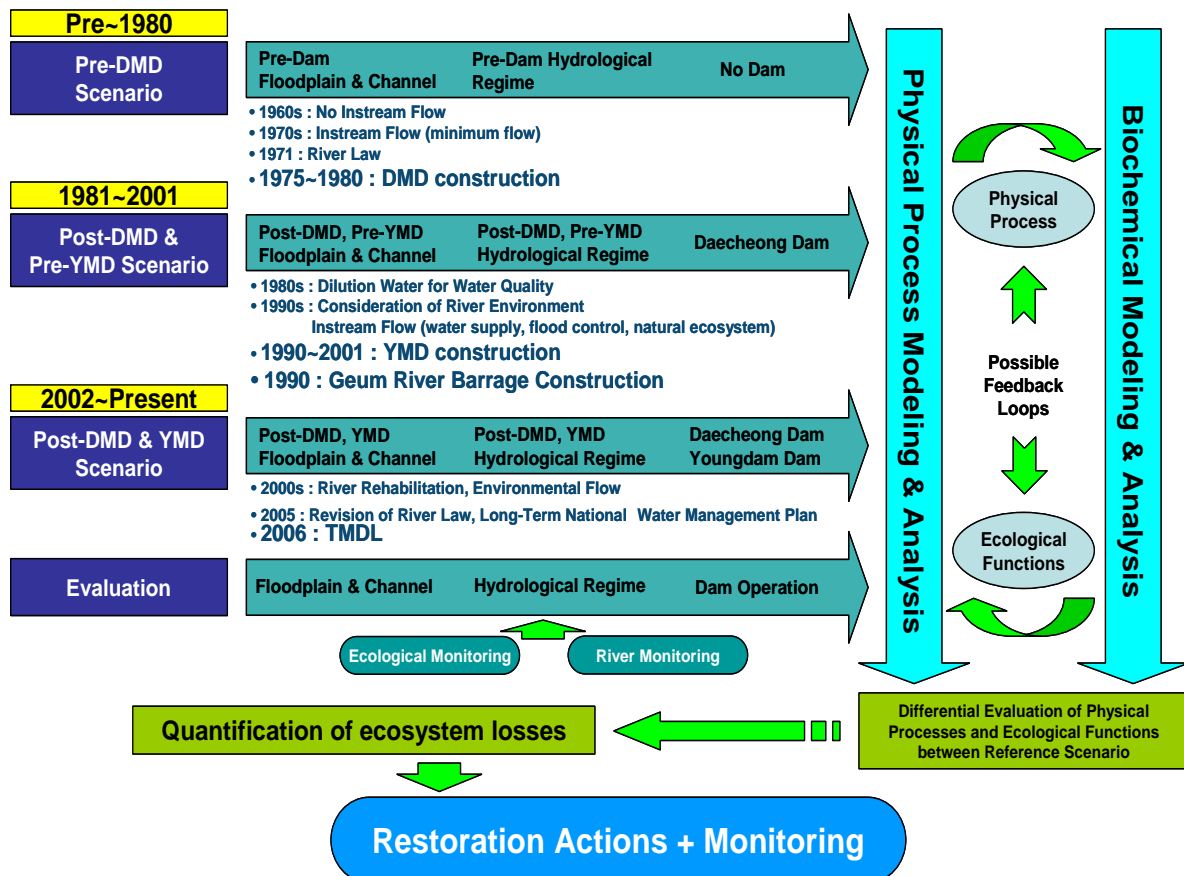 Pre~1980
Pre-DMD
Scenario
Pre-Dam
Floodplain & Channel
Pre-Dam Hydrological
Regime
No Dam
• 1960s : No Instream Flow
• 1970s : Instream Flow (minimum flow)
• 1971 : River Law
• 1975~1980 : DMD construction
1981~2001
Post-DMD &
Pre-YMD Scenario
Post-DMD, Pre-YMD
Floodplain & Channel
Post-DMD, Pre-YMD
Hydrological Regime
Daecheong Dam
• 1980s : Dilution Water for Water Quality
• 1990s : Consideration of River Environment
Instream Flow (water supply, flood control, natural ecosystem)
• 1990~2001 : YMD construction
• 1990 : Geum River Barrage Construction
2002~Present
Post-DMD & YMD
Scenario
Post-DMD, YMD
Floodplain & Channel
Post-DMD, YMD
Hydrological Regime
Daecheong Dam
Youngdam Dam
• 2000s : River Rehabilitation, Environmental Flow
• 2005 : Revision of River Law, Long-Term National Water Management Plan
• 2006 : TMDL
Evaluation
Floodplain & Channel
Hydrological Regime
Dam Operation
Ecological Monitoring
River Monitoring
Physical Process Modeling & Analysis
Physical
Process
Possible
Feedback
Loops
Ecological
Functions
Biochemical Modeling & Analysis
Differential Evaluation of Physical
Processes and Ecological Functions
between Reference Scenario
Quantification of ecosystem losses
Restoration Actions + Monitoring